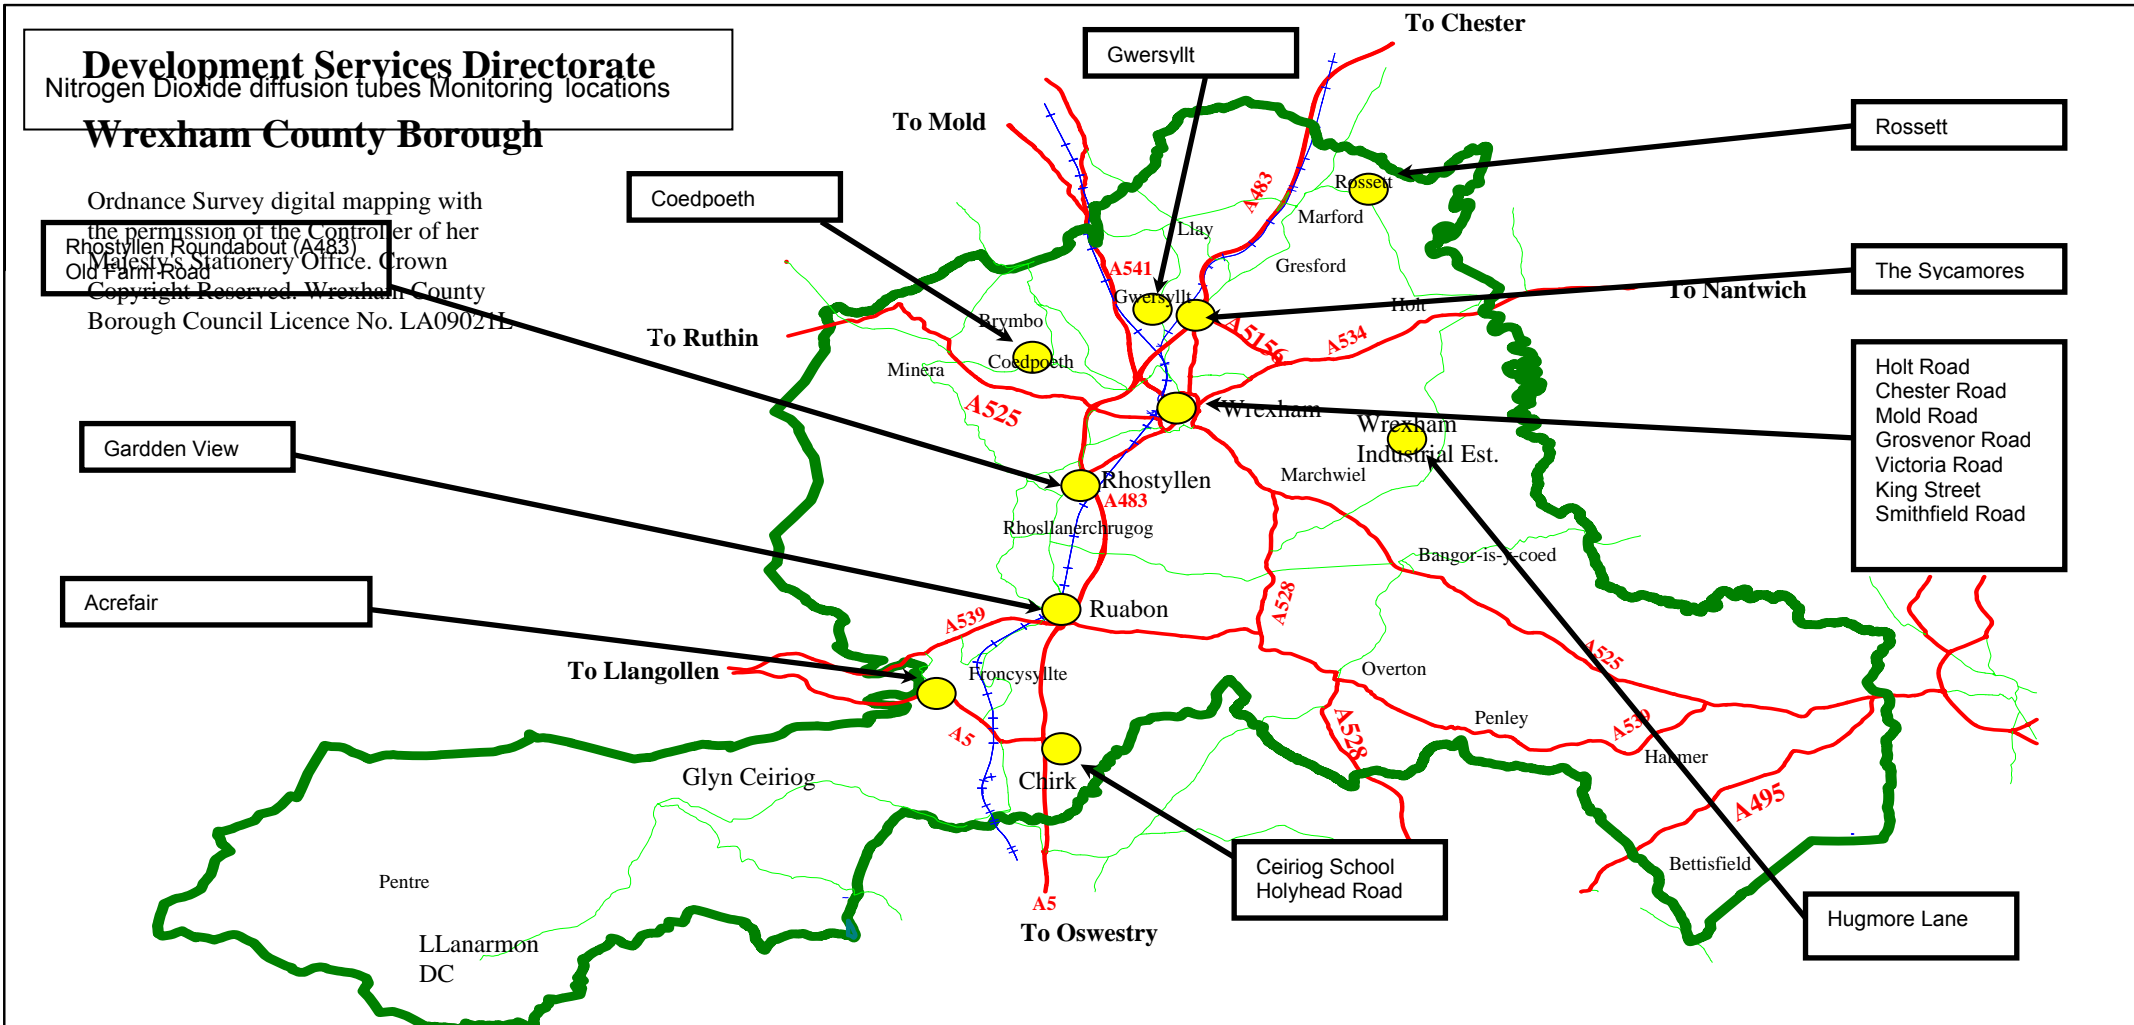 Development Services Directorate
Nitrogen Dioxide diffusion tubes Monitoring locations
Wrexham County Borough
Ordnance Survey digital mapping with
the permission of the Controller of her
Majesty's Stationery Office. Crown
Copyright Reserved. Wrexham County
Borough Council Licence No. LA09021L
Rhostyllen Roundabout (A483)
Old Farm Road
Coedpoeth
Gwersyllt
Rossett
The Sycamores
Holt Road
Chester Road
Mold Road
Grosvenor Road
Victoria Road
King Street
Smithfield Road
Gardden View
Acrefair
Ceiriog School
Holyhead Road
Hugmore Lane
To Chester
To Mold
To Nantwich
To Ruthin
To Llangollen
To Oswestry
Rossett
Marford
Llay
Gresford
Gwersyllt
Holt
Brymbo
Coedpoeth
Minera
Wrexham
Wrexham
Industrial Est.
Marchwiel
Rhostyllen
Rhosllanerchrugog
Bangor-is-y-coed
Ruabon
Froncysyllte
Overton
Penley
Hanmer
Bettisfield
Chirk
Glyn Ceiriog
Pentre
LLanarmon
DC
A483
A541
A5156
A534
A525
A483
A528
A539
A525
A5
A528
A539
A495
A5